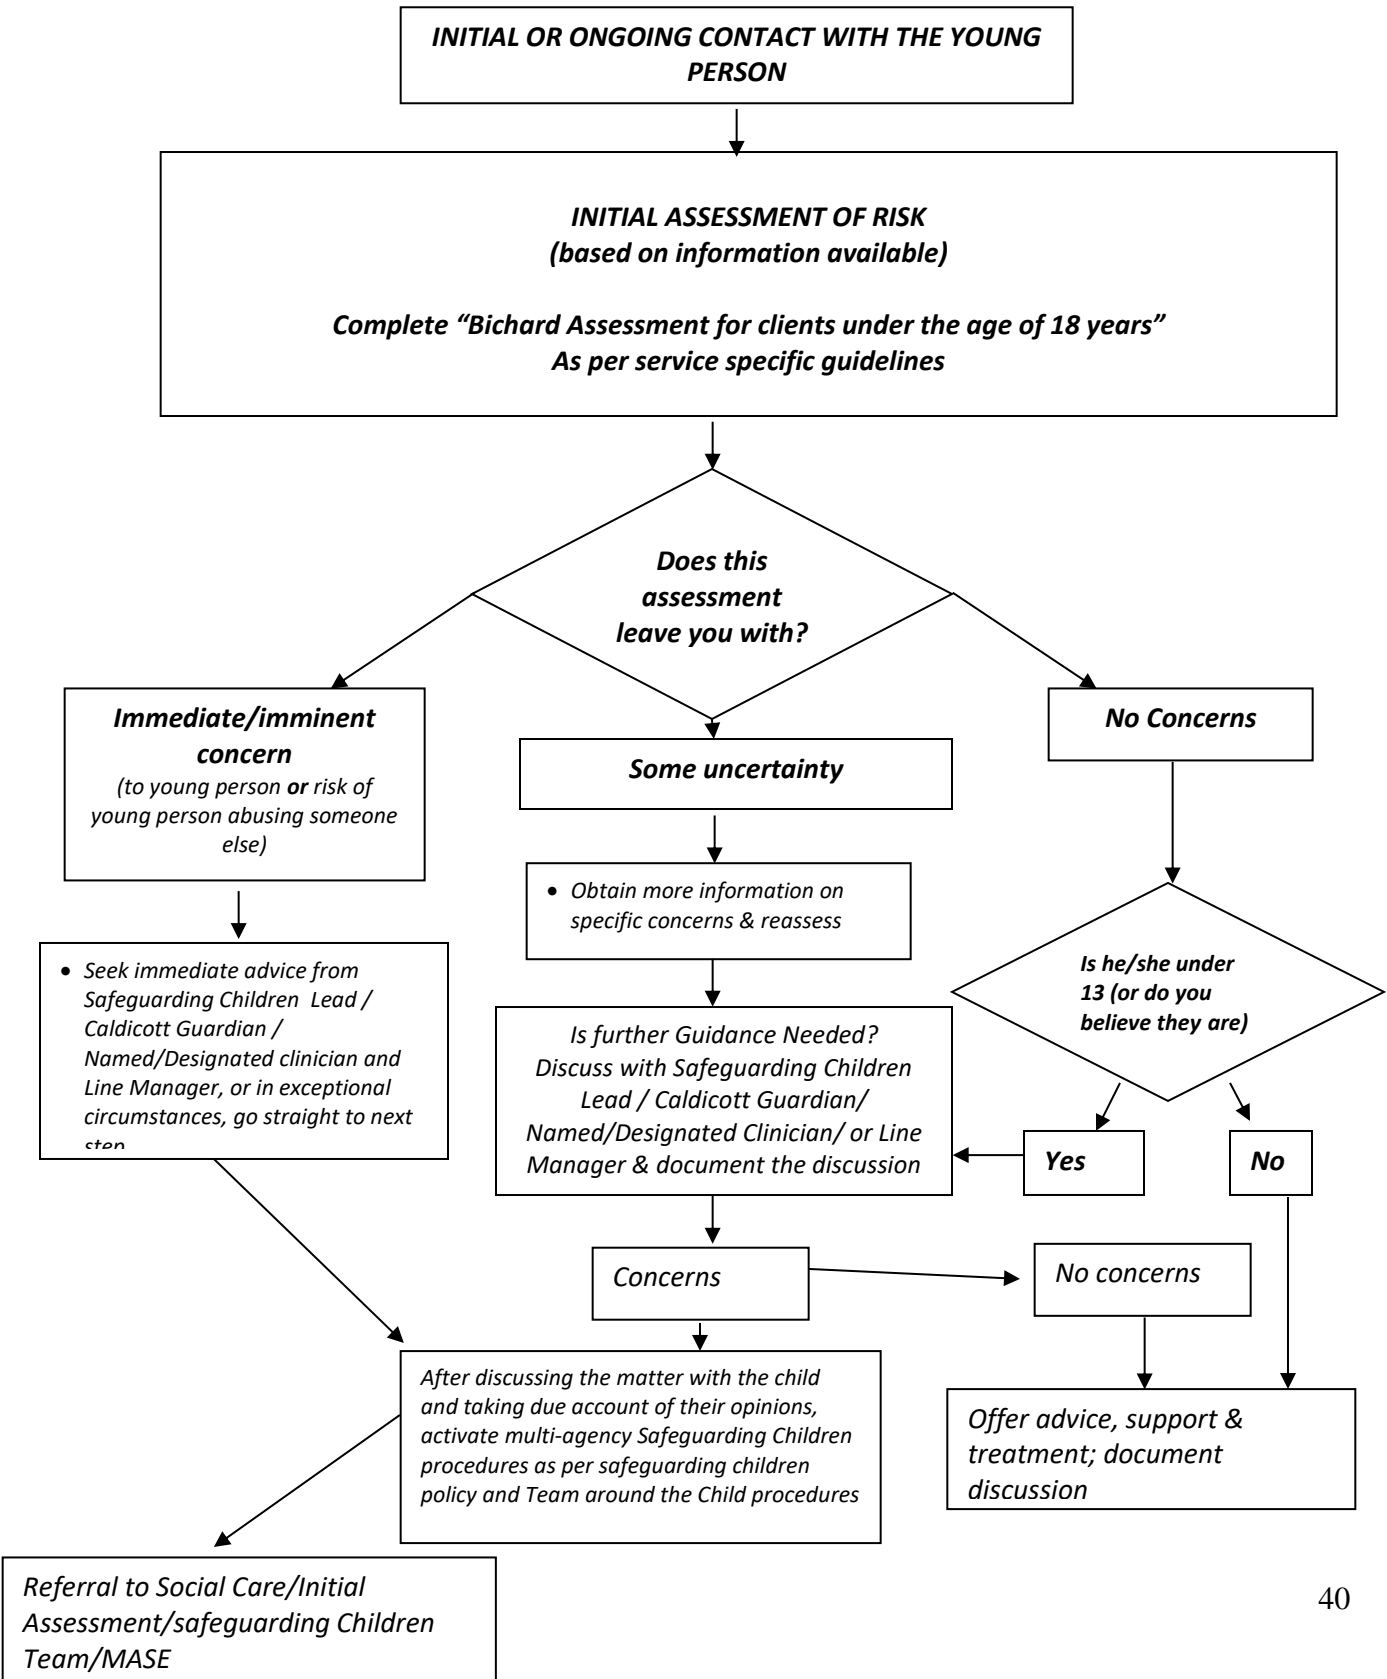 INITIAL OR ONGOING CONTACT WITH THE YOUNG
PERSON
INITIAL ASSESSMENT OF RISK
(based on information available)
Complete “Bichard Assessment for clients under the age of 18 years”
As per service specific guidelines
Does this
assessment
leave you with?
Immediate/imminent
concern
(to young person or risk of
young person abusing someone
else)
Some uncertainty
No Concerns
• Obtain more information on
specific concerns & reassess
Is he/she under
13 (or do you
believe they are)
• Seek immediate advice from
Safeguarding Children Lead /
Caldicott Guardian /
Named/Designated clinician and
Line Manager, or in exceptional
circumstances, go straight to next
step
Is further Guidance Needed?
Discuss with Safeguarding Children
Lead / Caldicott Guardian/
Named/Designated Clinician/ or Line
Manager & document the discussion
Yes
No
Concerns
No concerns
After discussing the matter with the child
and taking due account of their opinions,
activate multi-agency Safeguarding Children
procedures as per safeguarding children
policy and Team around the Child procedures
Offer advice, support &
treatment; document
discussion
Referral to Social Care/Initial
Assessment/safeguarding Children
Team/MASE
40